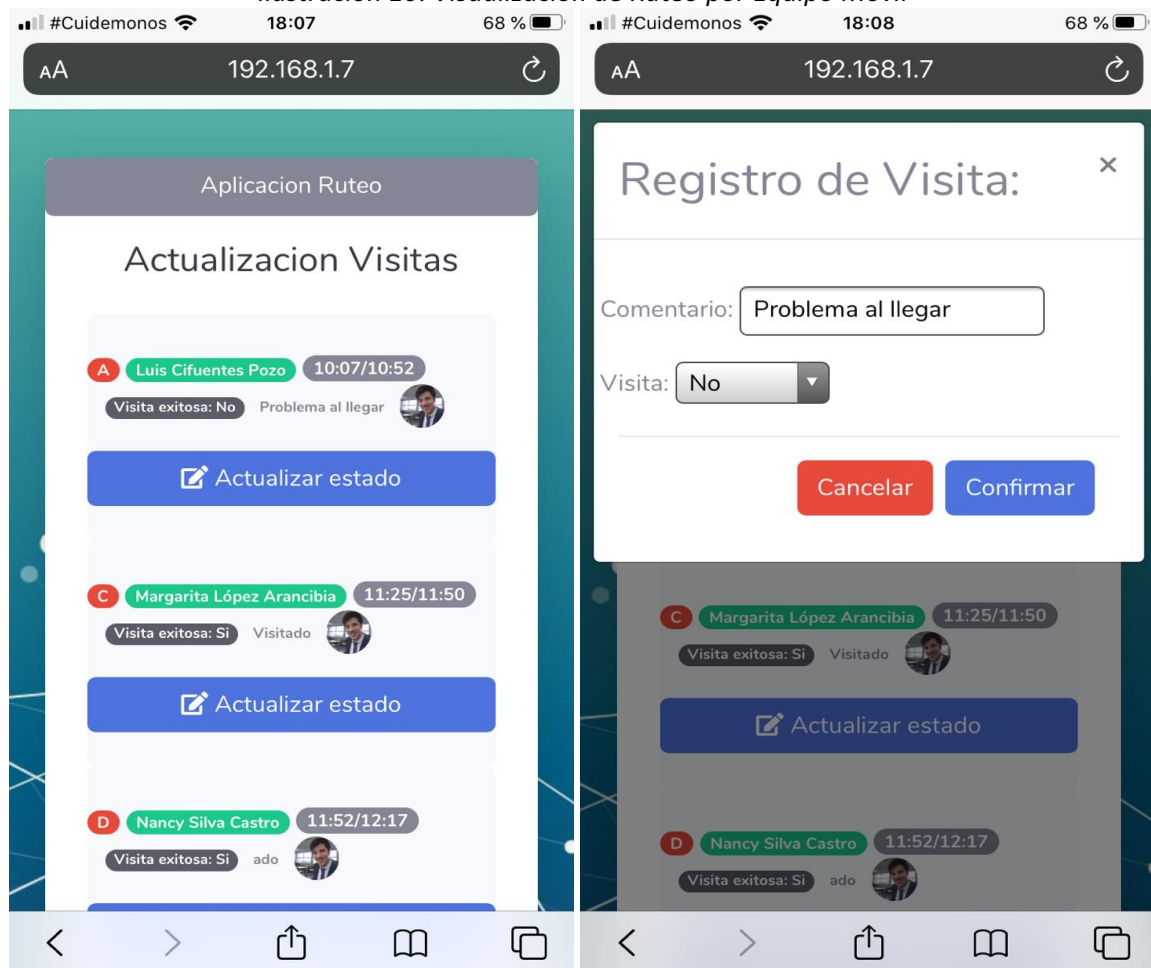 #Cuidemonos 18:07 68 %
AA 192.168.1.7
Aplicacion Ruteo
Actualizacion Visitas
A Luis Cifuentes Pozo 10:07/10:52
Visita exitosa: No Problema al llegar
Actualizar estado
C Margarita López Arancibia 11:25/11:50
Visita exitosa: Si Visitado
Actualizar estado
D Nancy Silva Castro 11:52/12:17
Visita exitosa: Si ado
#Cuidemonos 18:08 68 %
AA 192.168.1.7
Registro de Visita: ×
Comentario: Problema al llegar
Visita: No
Cancelar Confirmar
C Margarita López Arancibia 11:25/11:50
Visita exitosa: Si Visitado
Actualizar estado
D Nancy Silva Castro 11:52/12:17
Visita exitosa: Si ado